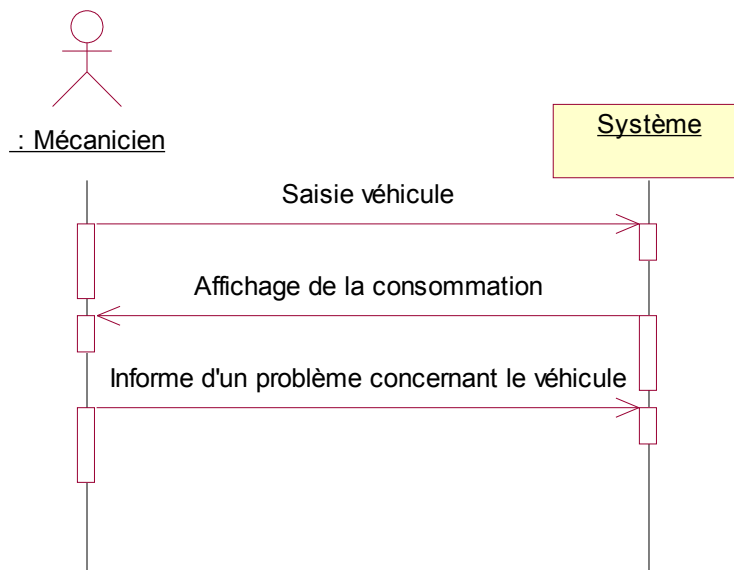 : Mécanicien
Système
Saisie véhicule
Affichage de la consommation
Informe d'un problème concernant le véhicule